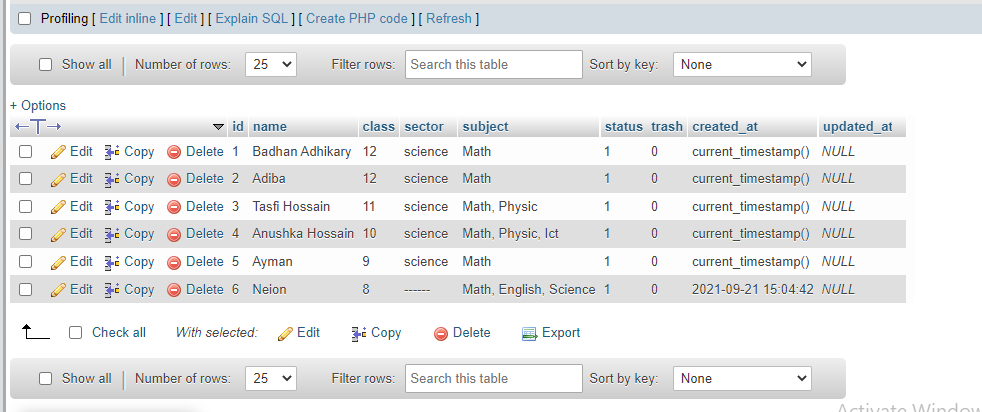 Profiling [ Edit inline ] [ Edit ] [ Explain SQL ] [ Create PHP code ] [ Refresh ]
Show all Number of rows: 25 Filter rows: Search this table Sort by key: None
+ Options
id name class sector subject status trash created_at updated_at
Edit Copy Delete 1 Badhan Adhikary 12 science Math 1 0 current_timestamp() NULL
Edit Copy Delete 2 Adiba 12 science Math 1 0 current_timestamp() NULL
Edit Copy Delete 3 Tasfi Hossain 11 science Math, Physic 1 0 current_timestamp() NULL
Edit Copy Delete 4 Anushka Hossain 10 science Math, Physic, Ict 1 0 current_timestamp() NULL
Edit Copy Delete 5 Ayman 9 science Math 1 0 current_timestamp() NULL
Edit Copy Delete 6 Neion 8 ------ Math, English, Science 1 0 2021-09-21 15:04:42 NULL
Check all With selected: Edit Copy Delete Export
Show all Number of rows: 25 Filter rows: Search this table Sort by key: None
Activate Window